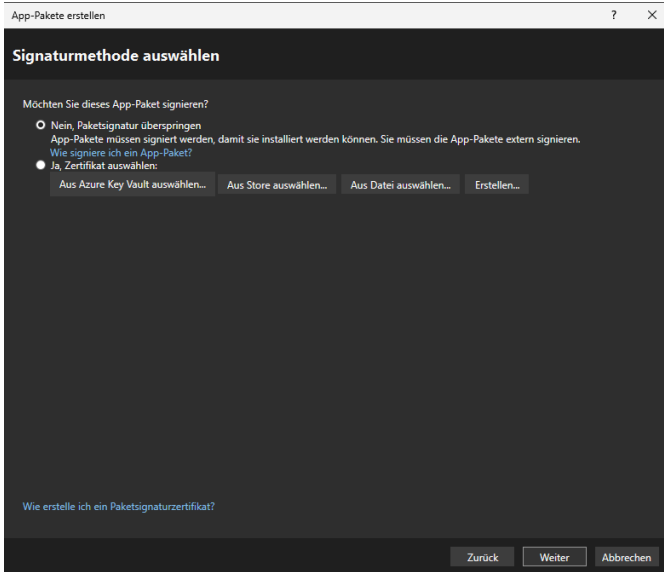 App-Pakete erstellen
?
Signaturmethode auswählen
Möchten Sie dieses App-Paket signieren?
Nein, Paketsignatur überspringen
App-Pakete müssen signiert werden, damit sie installiert werden können. Sie müssen die App-Pakete extern signieren.
Wie signiere ich ein App-Paket?
Ja, Zertifikat auswählen:
Aus Azure Key Vault auswählen... Aus Store auswählen... Aus Datei auswählen... Erstellen...
Wie erstelle ich ein Paketsignaturzertifikat?
Zurück Weiter Abbrechen